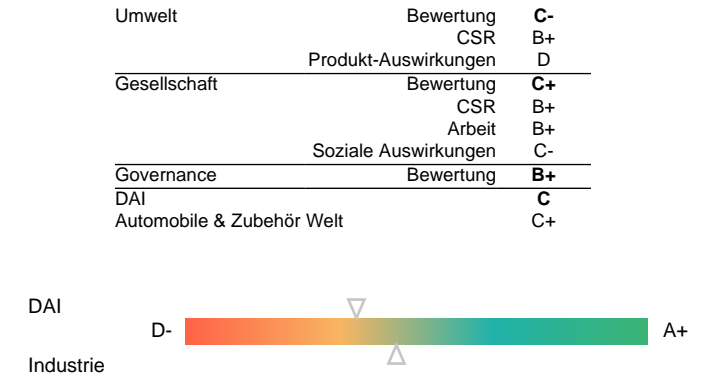 Umwelt Bewertung C-
CSR B+
Produkt-Auswirkungen D
Gesellschaft Bewertung C+
CSR B+
Arbeit B+
Soziale Auswirkungen C-
Governance Bewertung B+
DAI C
Automobile & Zubehör Welt C+
DAI
D- A+
Industrie